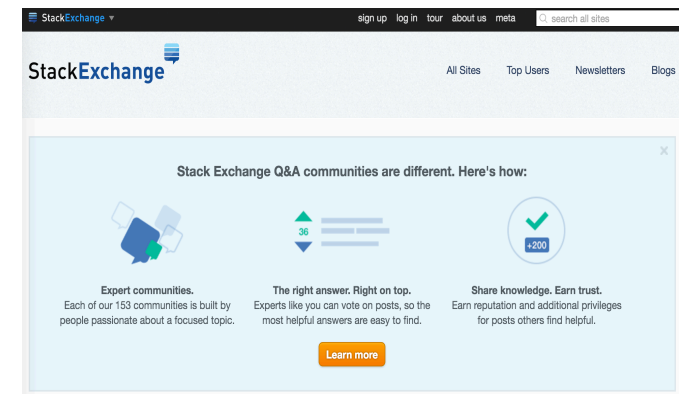 StackExchange
sign up log in tour about us meta search all sites
StackExchange
All Sites Top Users Newsletters Blogs
Stack Exchange Q&A communities are different. Here's how:
36
+200
Expert communities.
Each of our 153 communities is built by
people passionate about a focused topic.
The right answer. Right on top.
Experts like you can vote on posts, so the
most helpful answers are easy to find.
Share knowledge. Earn trust.
Earn reputation and additional privileges
for posts others find helpful.
Learn more